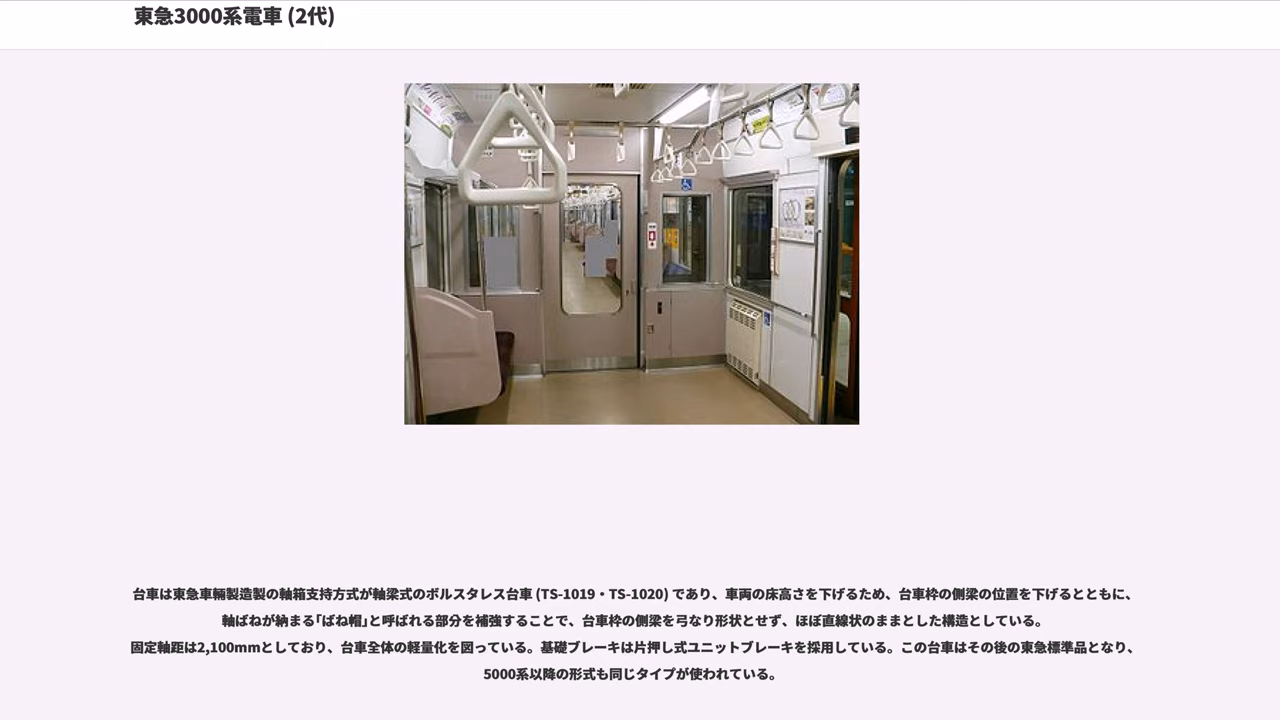 東急3000系電車 (2代)
台車は東急車輛製造製の軸箱支持方式が軸梁式のボルスタレス台車 (TS-1019・TS-1020) であり、車両の床高さを下げるため、台車枠の側梁の位置を下げるとともに、
軸ばねが納まる｢ばね帽｣と呼ばれる部分を補強することで、台車枠の側梁を弓なり形状とせず、ほぼ直線状のままとした構造としている。
固定軸距は2,100mmとしており、台車全体の軽量化を図っている。基礎ブレーキは片押し式ユニットブレーキを採用している。この台車はその後の東急標準品となり、
5000系以降の形式も同じタイプが使われている。